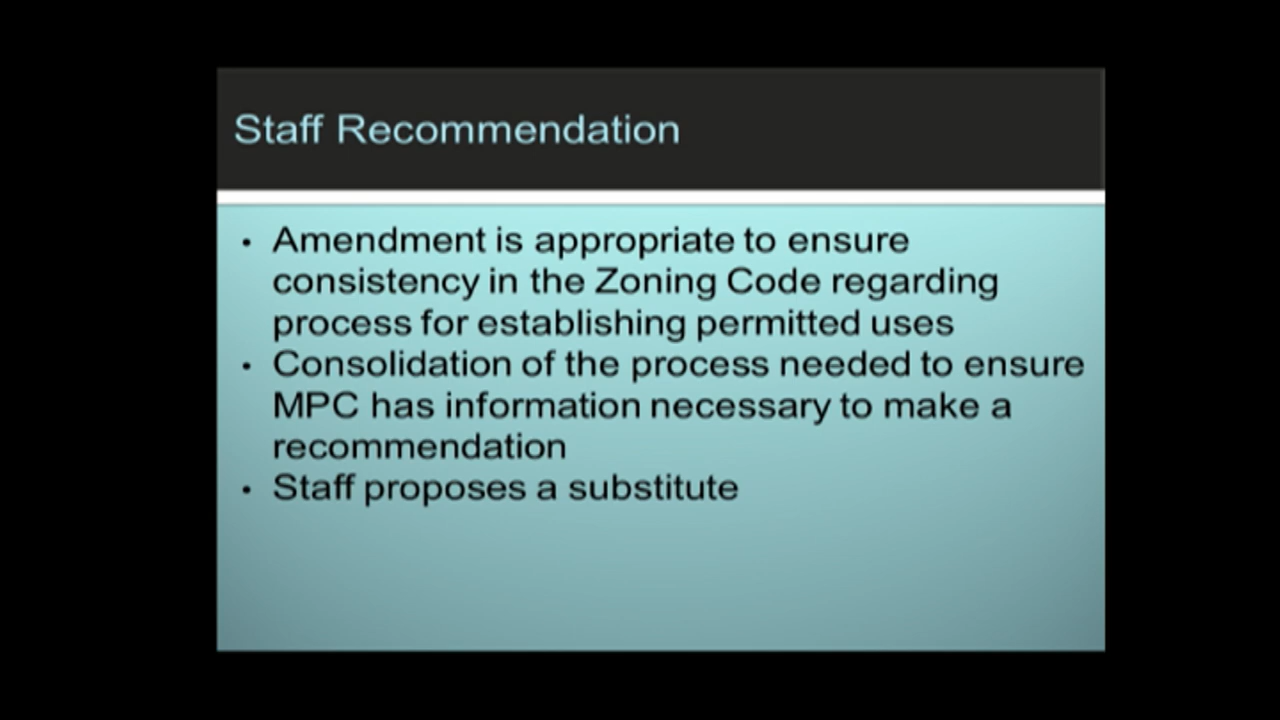 Staff Recommendation
• Amendment is appropriate to ensure
consistency in the Zoning Code regarding
process for establishing permitted uses
• Consolidation of the process needed to ensure
MPC has information necessary to make a
recommendation
• Staff proposes a substitute